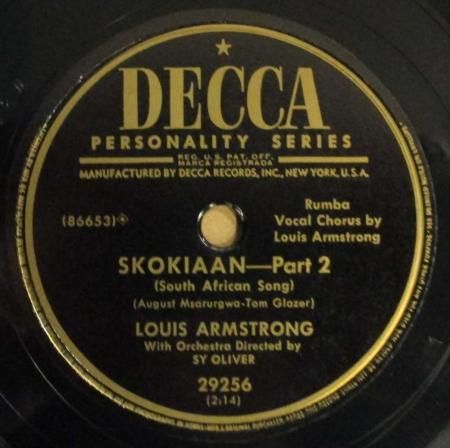 DECCA
PERSONALITY SERIES
REG. U.S. PAT. OFF.
MARCA REGISTRADA
MANUFACTURED BY DECCA RECORDS, INC., NEW YORK, U.S.A.
(86653)
Rumba
Vocal Chorus by
Louis Armstrong
SKOKIAAN—Part 2
(South African Song)
(August Msarurgwa-Tom Glazer)
LOUIS ARMSTRONG
With Orchestra Directed by
SY OLIVER
29256
(2:14)